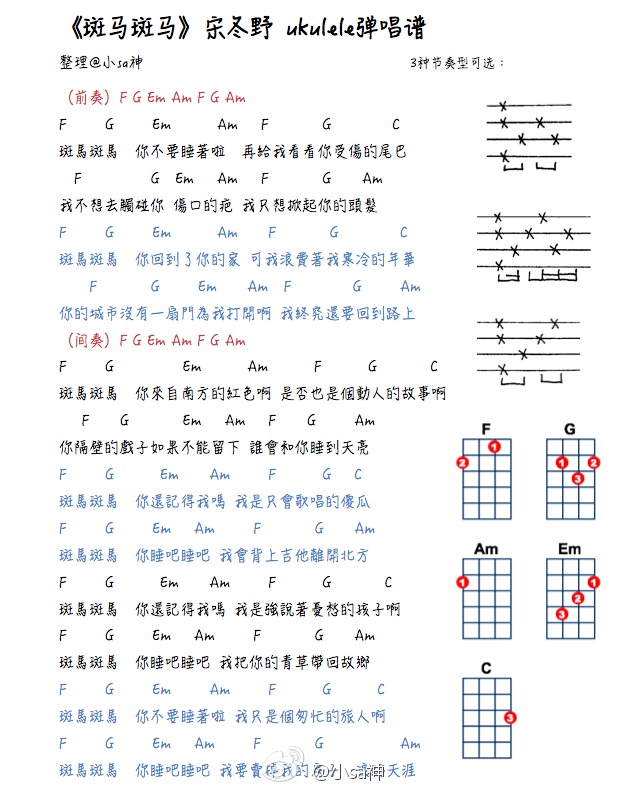 《斑马斑马》宋冬野 ukulele弹唱谱
整理@小sa神
3种节奏型可选：
（前奏）F G Em Am F G Am
F G Em Am F G C
斑馬斑馬 你不要睡著啦 再給我看看你受傷的尾巴
F G Em Am F G Am
我不想去觸碰你 傷口的疤 我只想掀起你的頭髮
F G Em Am F G C
斑馬斑馬 你回到了你的家 可我浪費著我寒冷的年華
F G Em Am F G Am
你的城市沒有一扇門為我打開啊 我終究還要回到路上
（间奏）F G Em Am F G Am
F G Em Am F G C
斑馬斑馬 你來自南方的紅色啊 是否也是個動人的故事啊
F G Em Am F G Am
你隔壁的戲子如果不能留下 誰會和你睡到天亮
F G Em Am F G C
斑馬斑馬 你還記得我嗎 我是只會歌唱的傻瓜
F G Em Am F G Am
斑馬斑馬 你睡吧睡吧 我會背上吉他離開北方
F G Em Am F G C
斑馬斑馬 你還記得我嗎 我是強說著憂愁的孩子啊
F G Em Am F G Am
斑馬斑馬 你睡吧睡吧 我把你的青草帶回故鄉
F G Em Am F G C
斑馬斑馬 你不要睡著啦 我只是個匆忙的旅人啊
F G Em Am F G Am
斑馬斑馬 你睡吧睡吧 我要賣掉我的 天涯
F
1
2
G
1
2
3
Am
1
Em
1
2
3
C
3
@小sa神